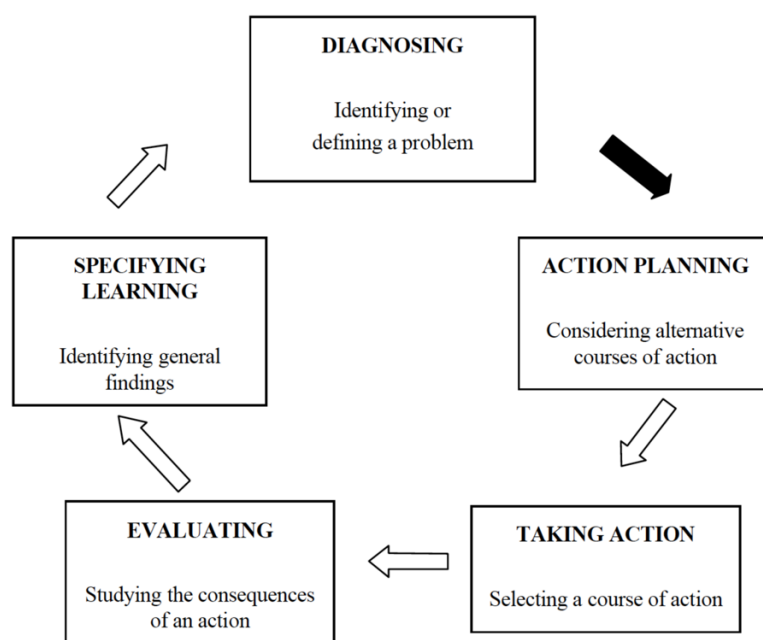 DIAGNOSING
Identifying or
defining a problem
ACTION PLANNING
Considering alternative
courses of action
TAKING ACTION
Selecting a course of action
EVALUATING
Studying the consequences
of an action
SPECIFYING
LEARNING
Identifying general
findings